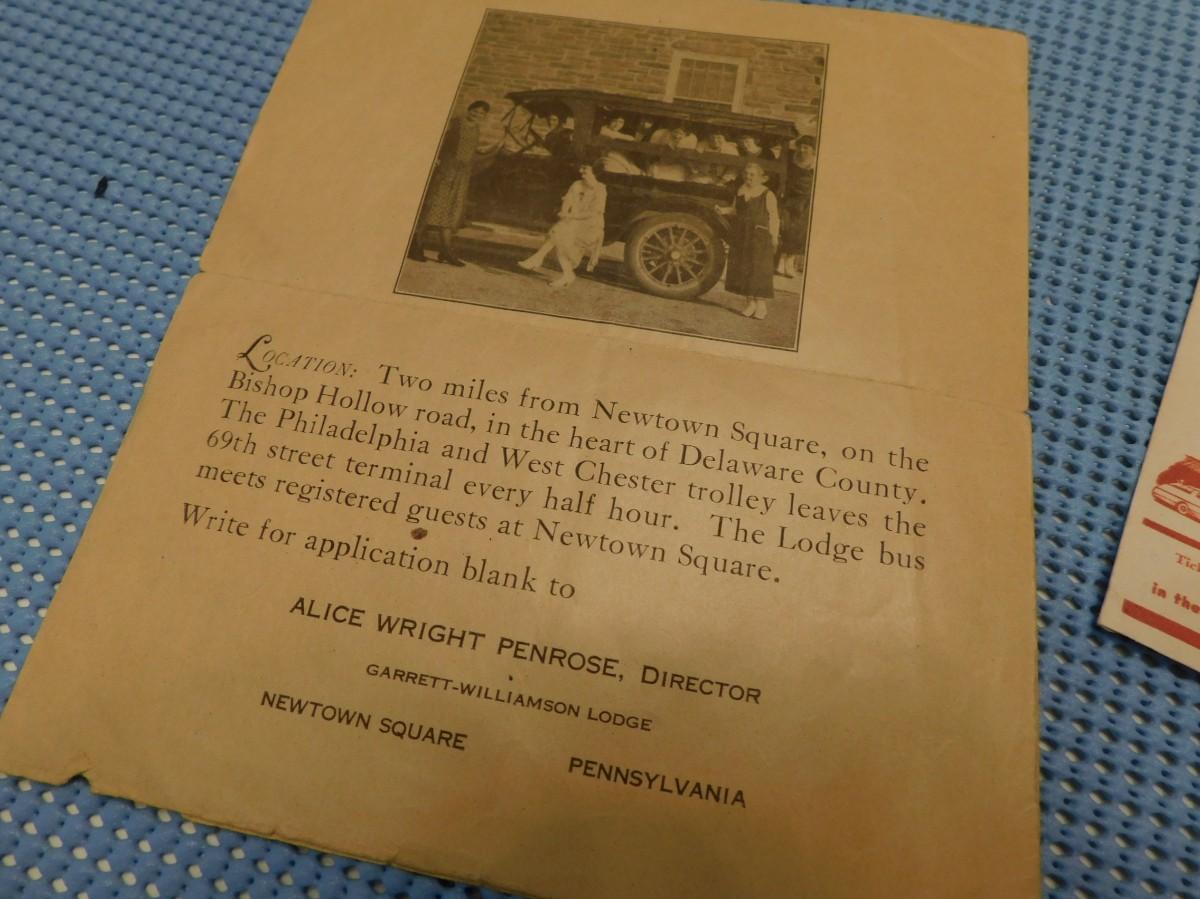 LOCATION: Two miles from Newtown Square, on the
Bishop Hollow road, in the heart of Delaware County.
The Philadelphia and West Chester trolley leaves the
69th street terminal every half hour. The Lodge bus
meets registered guests at Newtown Square.
Write for application blank to
ALICE WRIGHT PENROSE, DIRECTOR
GARRETT-WILLIAMSON LODGE
NEWTOWN SQUARE
PENNSYLVANIA
in the